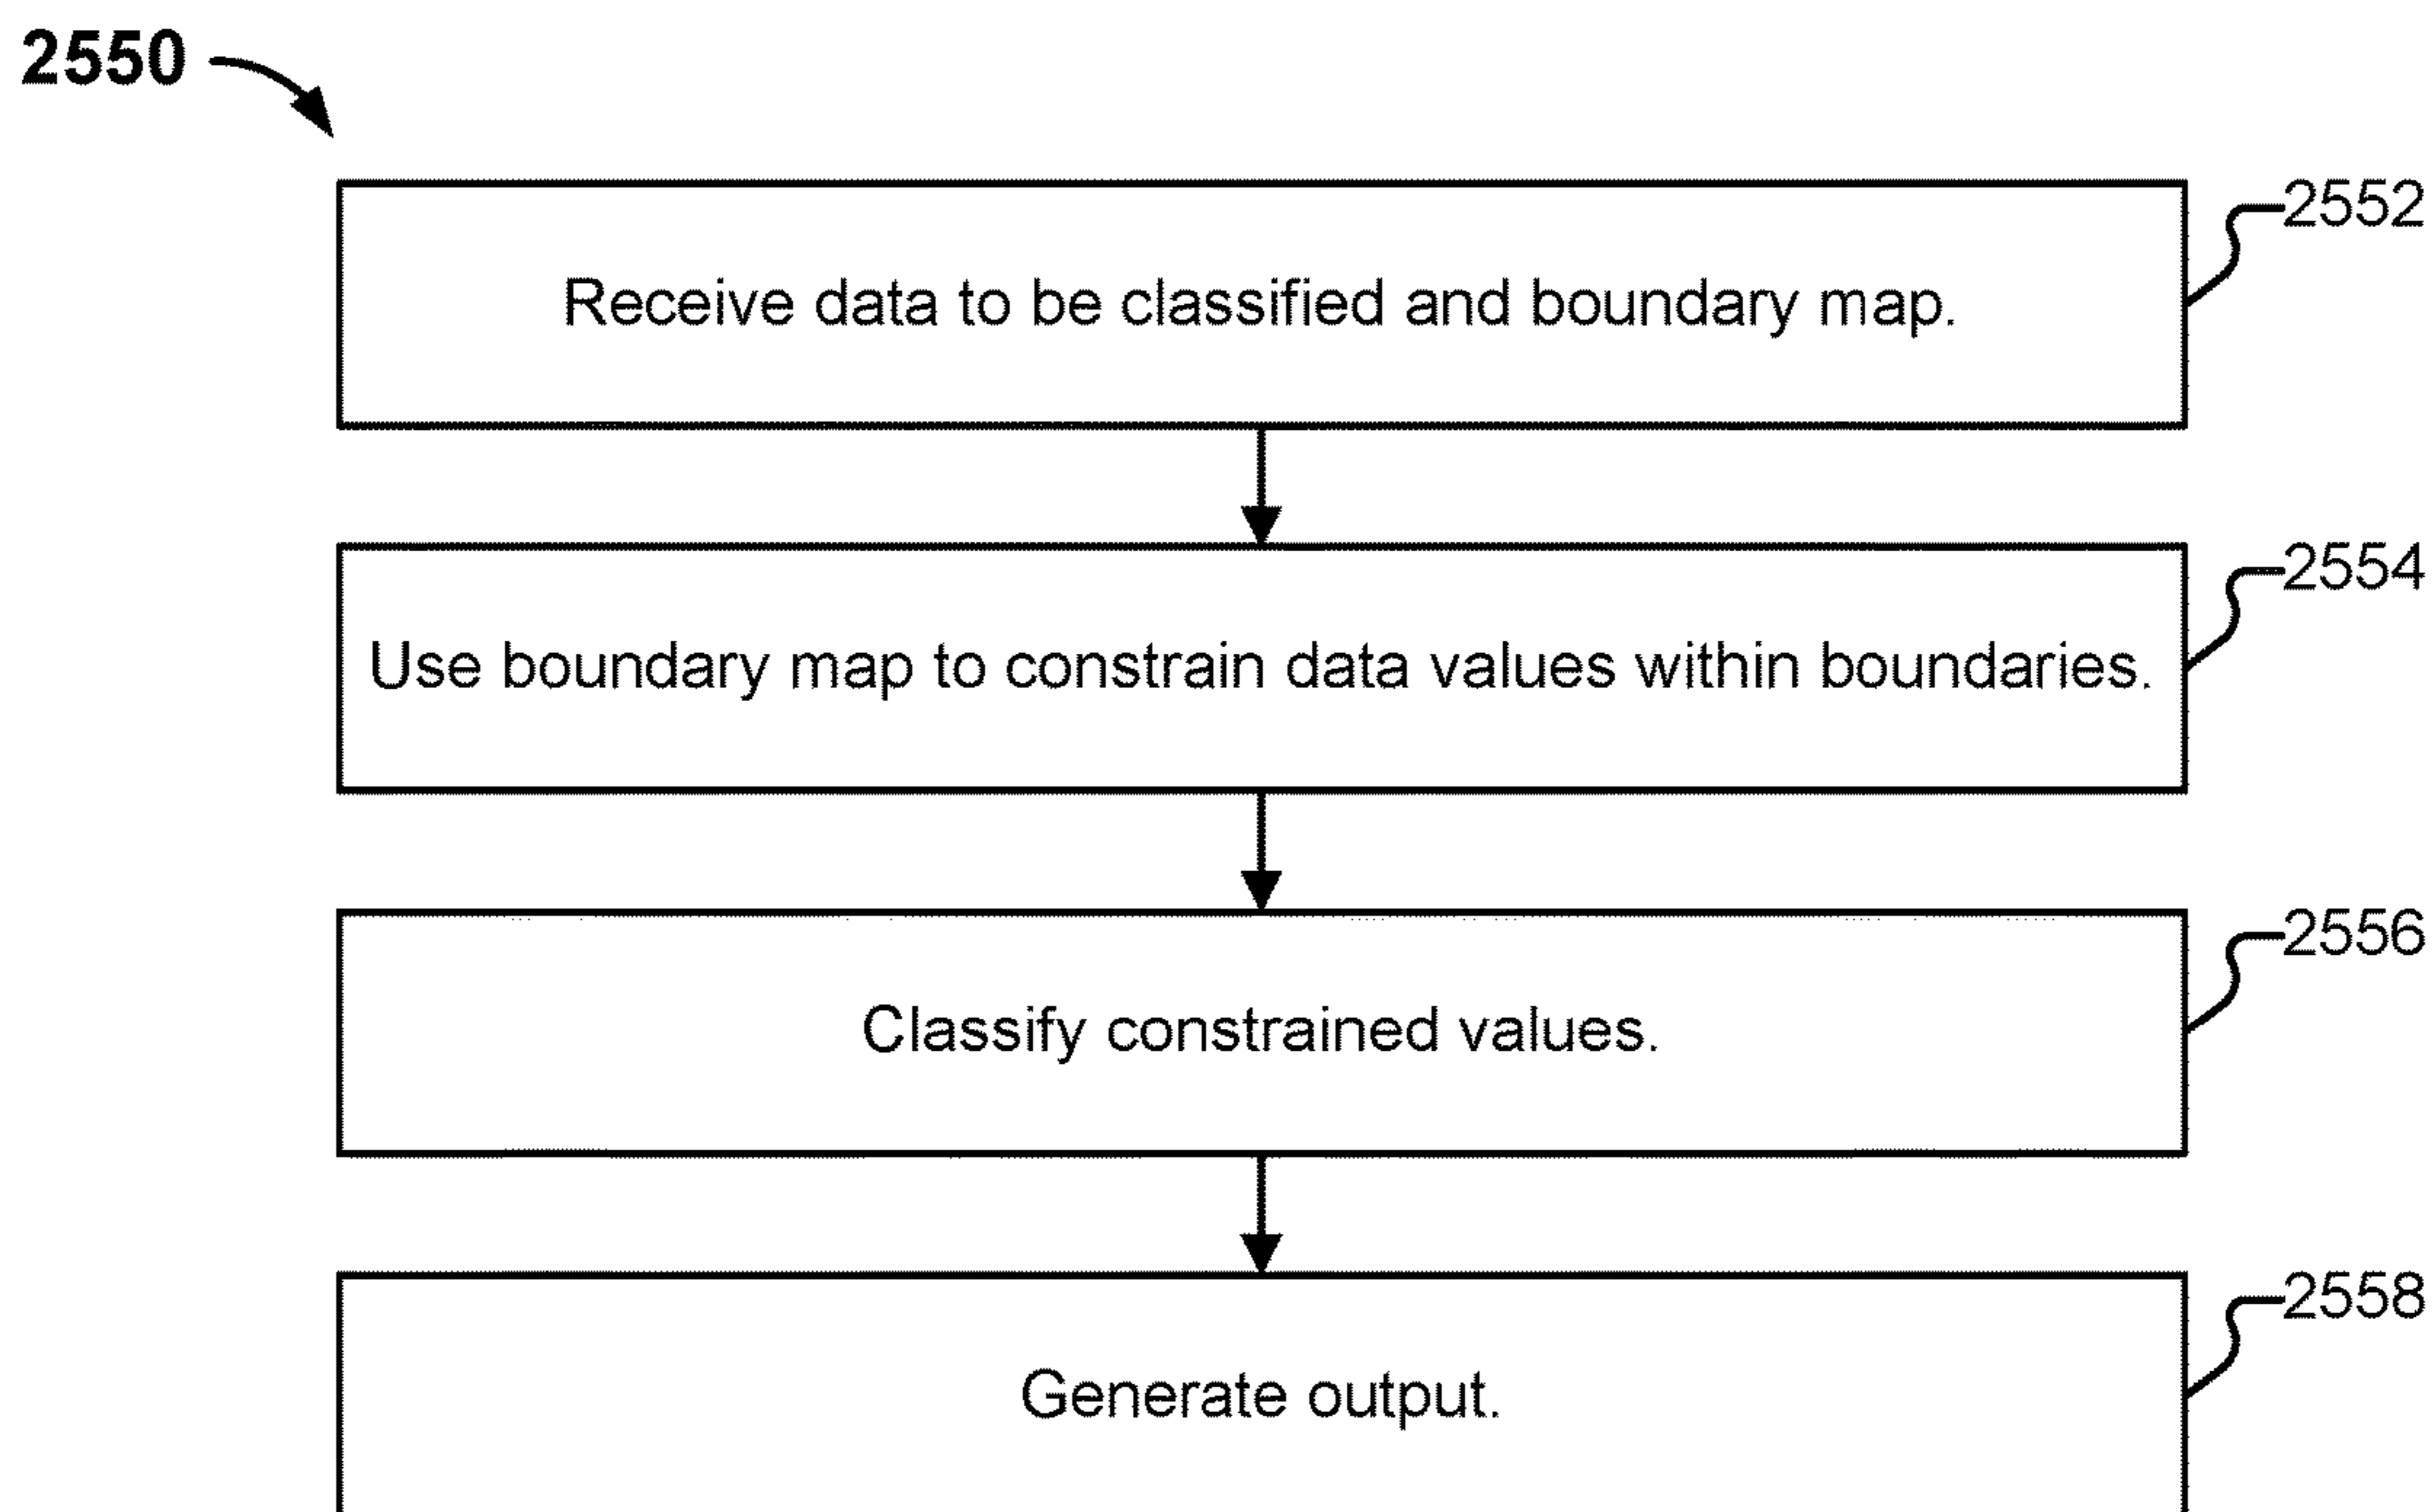 2550
2552
Receive data to be classified and boundary map.
2554
Use boundary map to constrain data values within boundaries.
2556
Classify constrained values.
2558
Generate output.